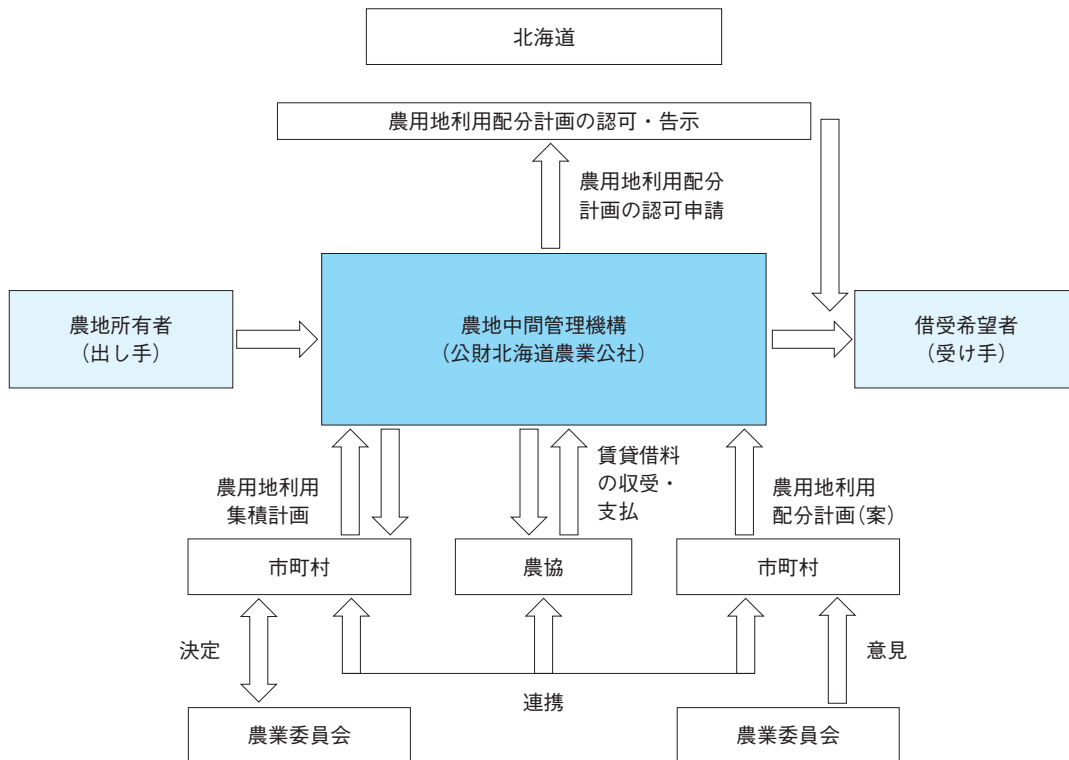 北海道
農用地利用配分計画の認可・告示
農用地利用配分
計画の認可申請
農地所有者
（出し手）
農地中間管理機構
（公財北海道農業公社）
借受希望者
（受け手）
農用地利用
集積計画
賃貸借料
の収受・
支払
農用地利用
配分計画（案）
市町村
農協
市町村
決定
連携
意見
農業委員会
農業委員会